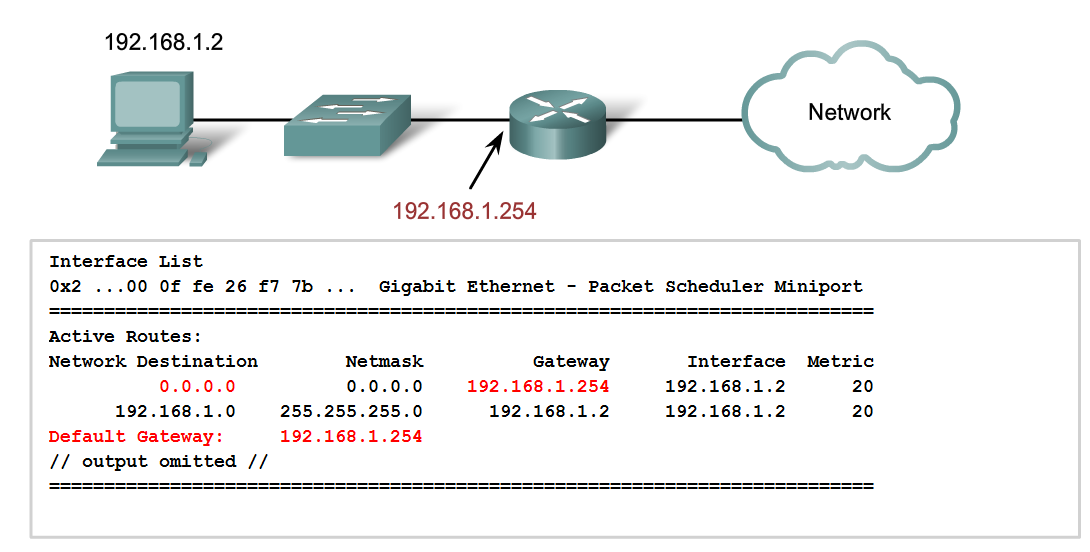 192.168.1.2
Network
192.168.1.254
Interface List
0x2 ...00 0f fe 26 f7 7b ...  Gigabit Ethernet - Packet Scheduler Miniport
===========================================================================
Active Routes:
Network Destination        Netmask          Gateway       Interface  Metric
          0.0.0.0          0.0.0.0    192.168.1.254     192.168.1.2      20
      192.168.1.0    255.255.255.0      192.168.1.2     192.168.1.2      20
Default Gateway:     192.168.1.254
// output omitted //
===========================================================================